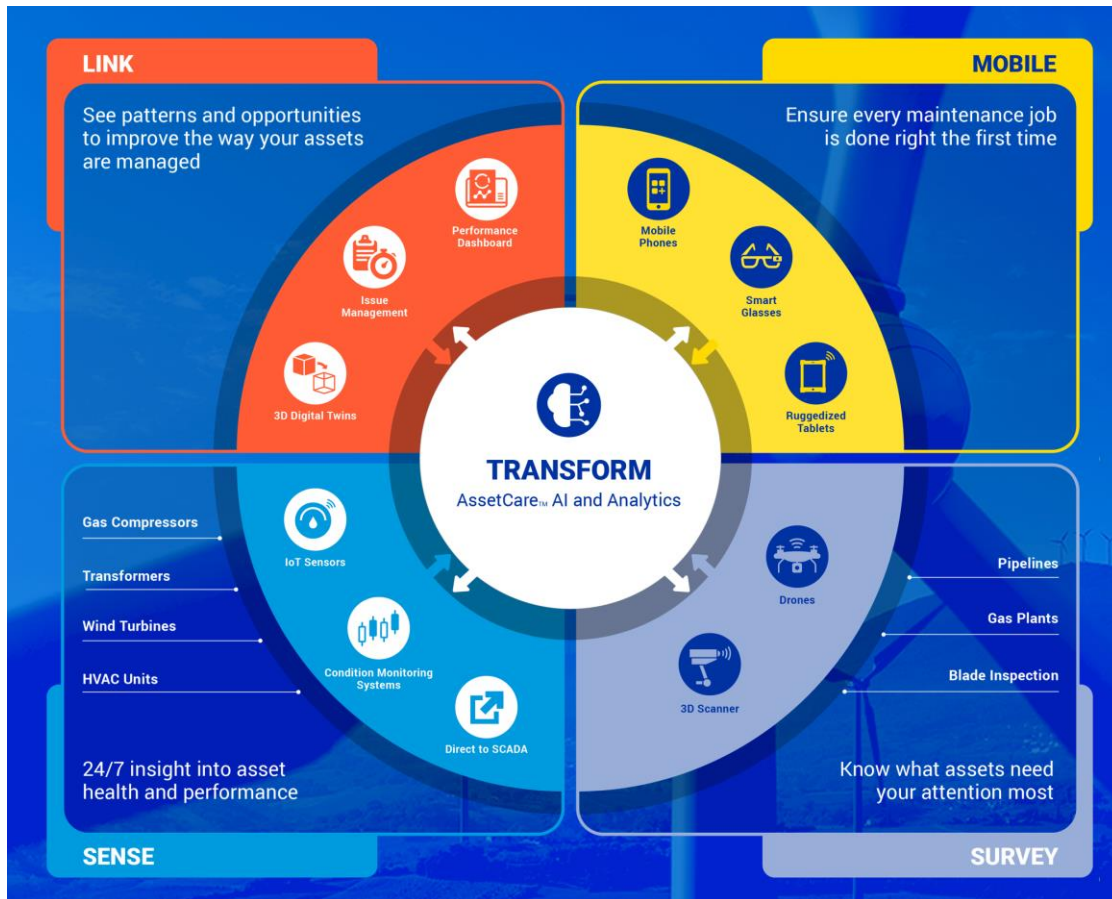 LINK
See patterns and opportunities
to improve the way your assets
are managed
Performance
Dashboard
Issue
Management
3D Digital Twins
MOBILE
Ensure every maintenance job
is done right the first time
Mobile
Phones
Smart
Glasses
Ruggedized
Tablets
TRANSFORM
AssetCare™ AI and Analytics
Gas Compressors
Transformers
Wind Turbines
HVAC Units
IoT Sensors
Condition Monitoring
Systems
Direct to SCADA
24/7 insight into asset
health and performance
SENSE
Drones
3D Scanner
Pipelines
Gas Plants
Blade Inspection
Know what assets need
your attention most
SURVEY